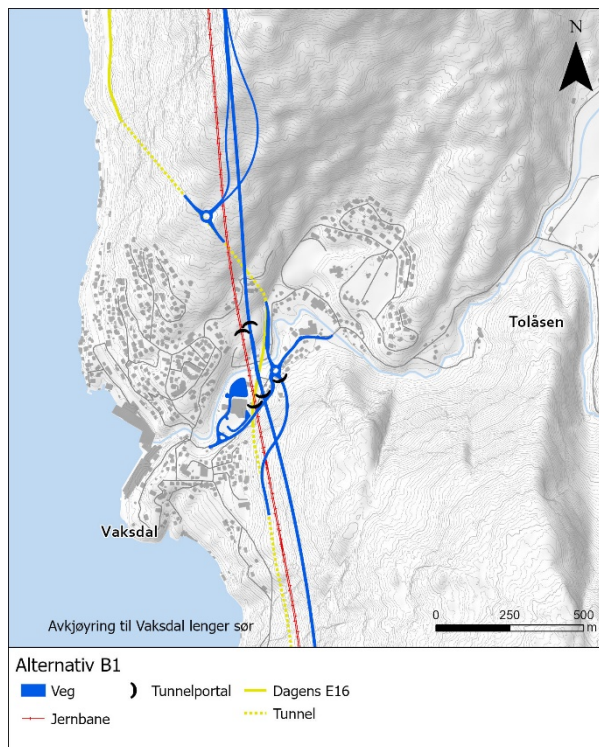 N
Tolåsen
Vaksdal
Avkjøyring til Vaksdal lenger sør
0 250 500
m
Alternativ B1
Veg Tunnelportal Dagens E16
Jernbane Tunnel